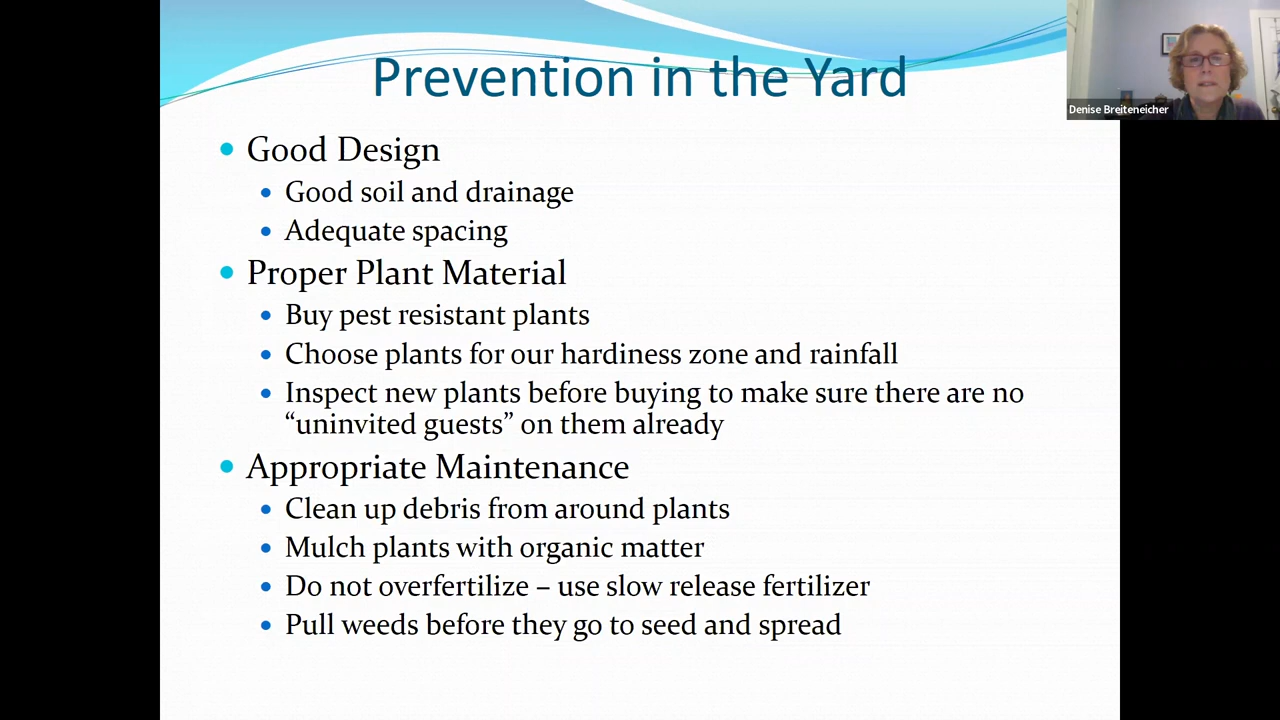 Prevention in the Yard
Denise Breiteneicher
Good Design
Good soil and drainage
Adequate spacing
Proper Plant Material
Buy pest resistant plants
Choose plants for our hardiness zone and rainfall
Inspect new plants before buying to make sure there are no
“uninvited guests” on them already
Appropriate Maintenance
Clean up debris from around plants
Mulch plants with organic matter
Do not overfertilize – use slow release fertilizer
Pull weeds before they go to seed and spread